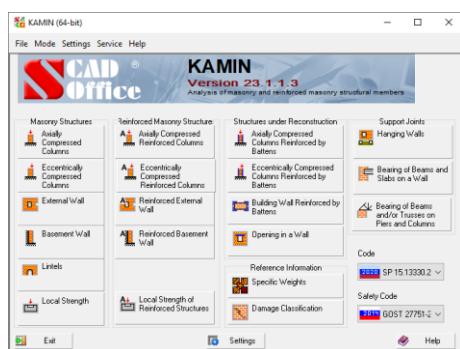 KAMIN (64-bit)
File Mode Settings Service Help
SCAD Office ®
KAMIN
Version 23.1.1.3
Analysis of masonry and reinforced masonry structural members
Masonry Structures
Axially
Compressed
Columns
Eccentrically
Compressed
Columns
External Wall
Basement Wall
Lintels
Local Strength
Reinforced Masonry Structure
Axially Compressed
Reinforced Columns
Eccentrically
Compressed
Reinforced Columns
Reinforced External
Wall
Reinforced Basement
Wall
Local Strength of
Reinforced Structures
Structures under Reconstruction
Axially Compressed
Columns Reinforced by
Battens
Eccentrically Compressed
Columns Reinforced by
Battens
Building Wall Reinforced by
Battens
Opening in a Wall
Reference Information
Specific Weights
Damage Classification
Support Joints
Hanging Walls
Bearing of Beams and
Slabs on a Wall
Bearing of Beams
and/or Trusses on
Piers and Columns
Code
2020 SP 15.13330.2
Safety Code
2014 GOST 27751-2
Exit
Settings
Help